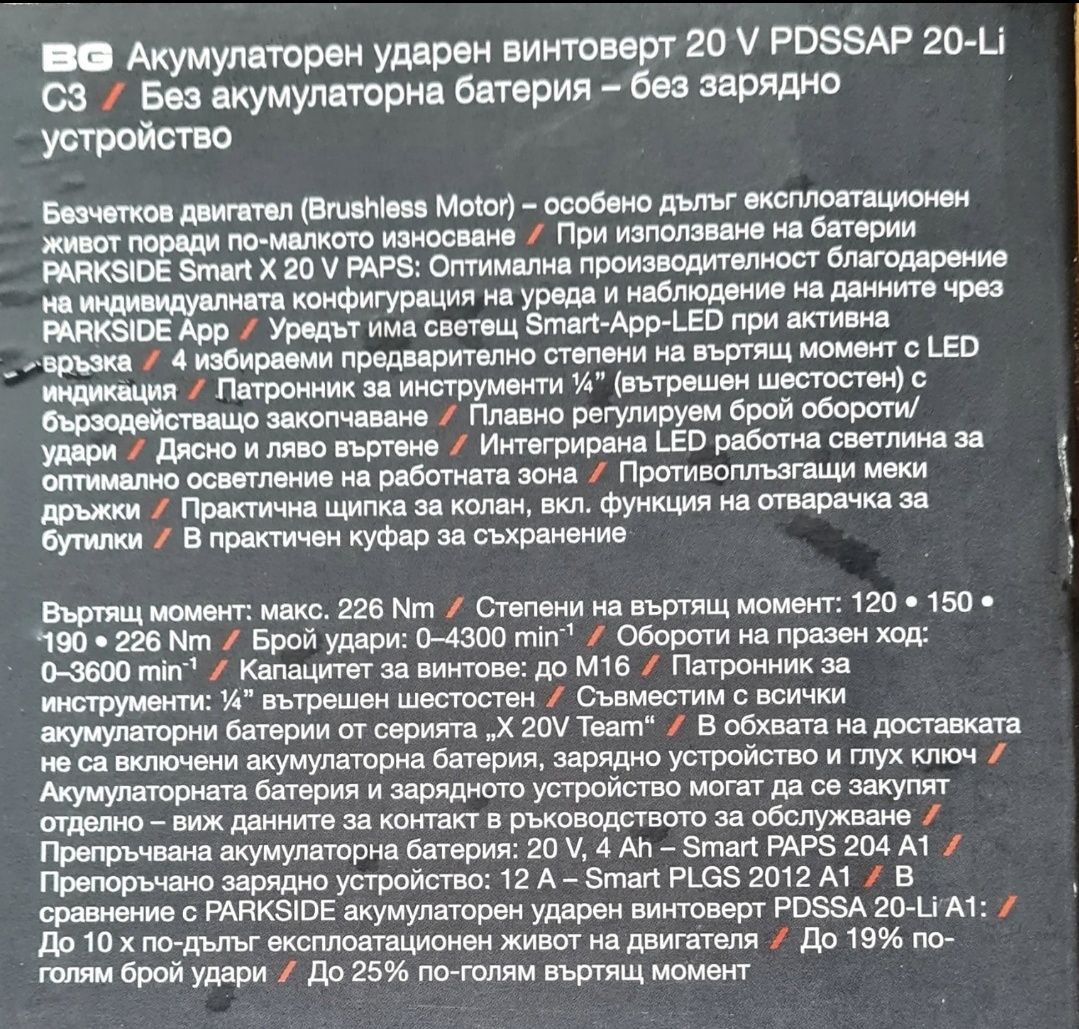 BG Акумулаторен ударен винтоверт 20 V PDSSAP 20-Li
C3 / Без акумулаторна батерия – без зарядно
устройство
Безчетков двигател (Brushless Motor) – особено дълъг експлоатационен
живот поради по-малкото износване / При използване на батерии
PARKSIDE Smart X 20 V PAPS: Оптимална производителност благодарение
на индивидуалната конфигурация на уреда и наблюдение на данните чрез
PARKSIDE App / Уредът има светещ Smart-App-LED при активна
връзка / 4 избираеми предварително степени на въртящ момент с LED
индикация / Патронник за инструменти ¼” (вътрешен шестостен) с
бързодействащо закопчаване / Плавно регулируем брой обороти/
удари / Дясно и ляво въртене / Интегрирана LED работна светлина за
оптимално осветление на работната зона / Противоплъзгащи меки
дръжки / Практична щипка за колан, вкл. функция на отварачка за
бутилки / В практичен куфар за съхранение
Въртящ момент: макс. 226 Nm / Степени на въртящ момент: 120 • 150 •
190 • 226 Nm / Брой удари: 0–4300 min⁻¹ / Обороти на празен ход:
0–3600 min⁻¹ / Капацитет за винтове: до M16 / Патронник за
инструменти: ¼” вътрешен шестостен / Съвместим с всички
акумулаторни батерии от серията „X 20V Team“ / В обхвата на доставката
не са включени акумулаторна батерия, зарядно устройство и глух ключ /
Акумулаторната батерия и зарядното устройство могат да се закупят
отделно – виж данните за контакт в ръководството за обслужване /
Препръчвана акумулаторна батерия: 20 V, 4 Ah – Smart PAPS 204 A1 /
Препоръчано зарядно устройство: 12 A – Smart PLGS 2012 A1 / В
сравнение с PARKSIDE акумулаторен ударен винтоверт PDSSA 20-Li A1: /
До 10 x по-дълъг експлоатационен живот на двигателя / До 19% по-
голям брой удари / До 25% по-голям въртящ момент